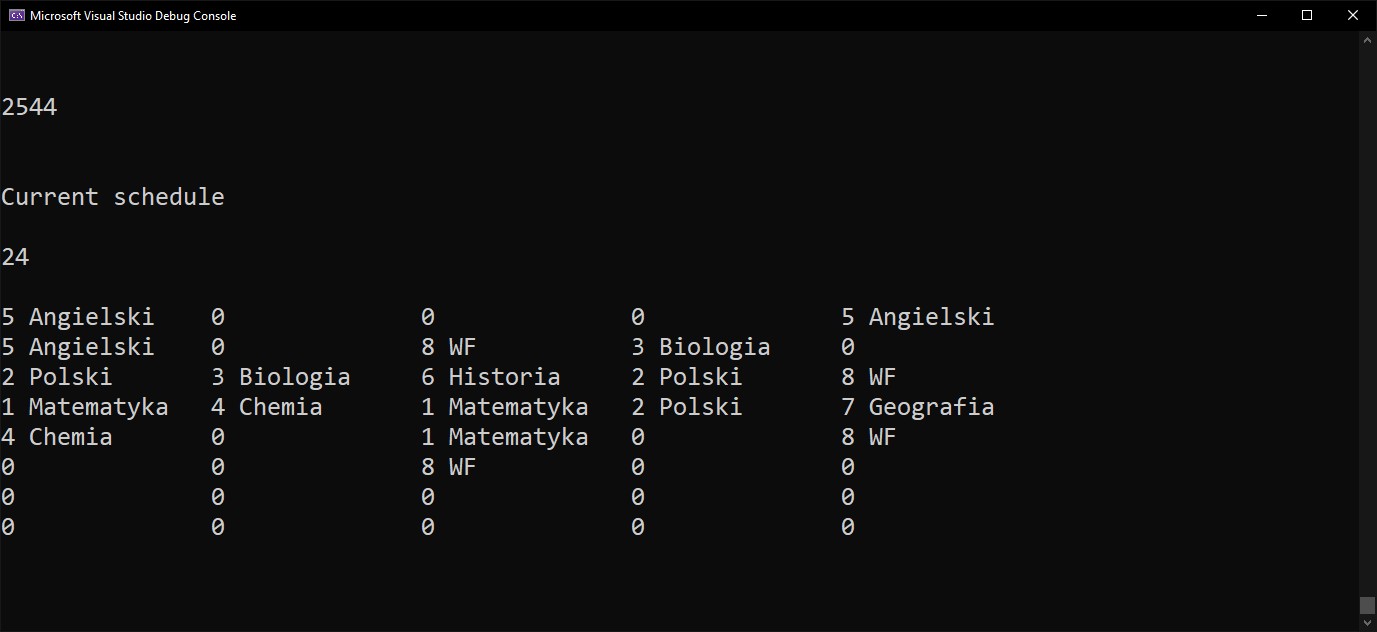 Microsoft Visual Studio Debug Console
2544
Current schedule
24
5 Angielski 0 0 0 5 Angielski
5 Angielski 0 8 WF 3 Biologia 0
2 Polski 3 Biologia 6 Historia 2 Polski 8 WF
1 Matematyka 4 Chemia 1 Matematyka 2 Polski 7 Geografia
4 Chemia 0 1 Matematyka 0 8 WF
0 0 8 WF 0 0
0 0 0 0 0
0 0 0 0 0